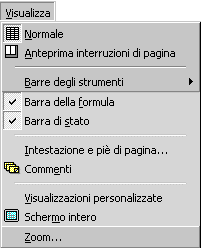 Visualizza
Normale
Anteprima interruzioni di pagina
Barre degli strumenti
Barra della formula
Barra di stato
Intestazione e piè di pagina...
Commenti
Visualizzazioni personalizzate
Schermo intero
Zoom...